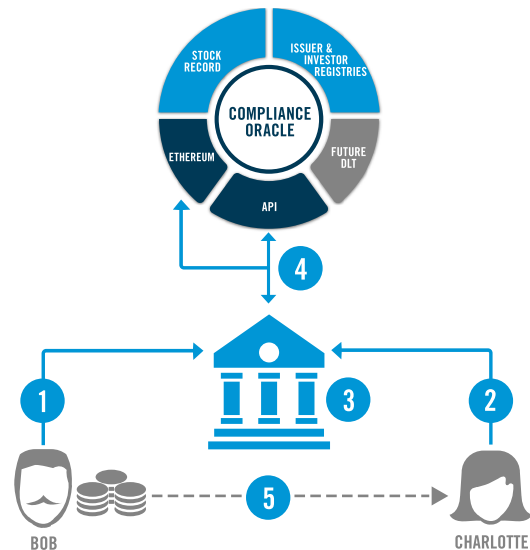 STOCK
RECORD
ISSUER &
INVESTOR
REGISTRIES
COMPLIANCE
ORACLE
ETHEREUM
FUTURE
DLT
API
4
1
3
2
5
BOB
CHARLOTTE